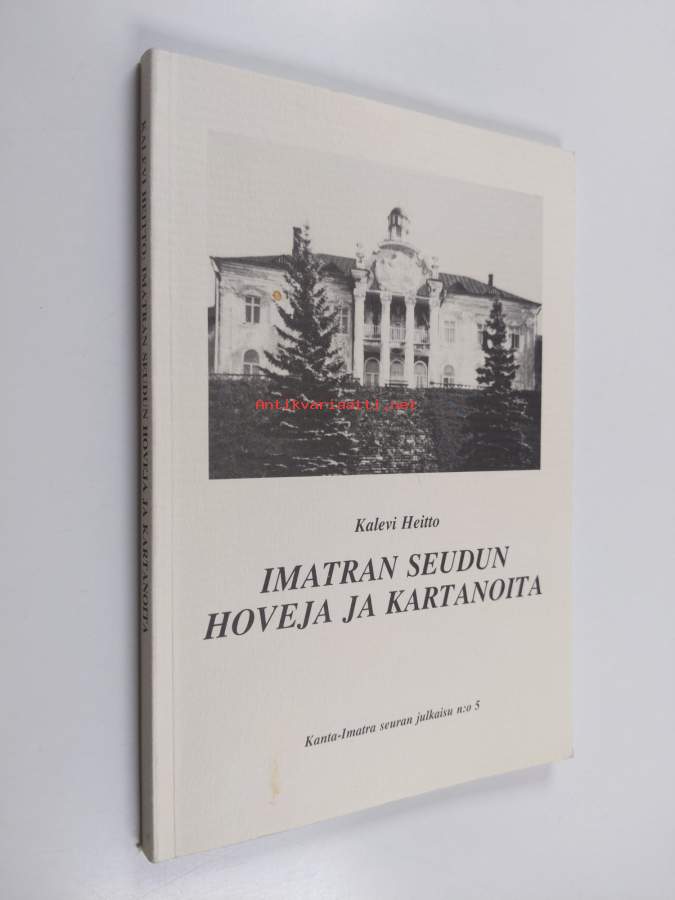 KALEVI HEITTO: IMATRAN SEUDUN HOVEJA JA KARTANOITA
Antikvariaatti.net
Kalevi Heitto
IMATRAN SEUDUN
HOVEJA JA KARTANOITA
Kanta-Imatra seuran julkaisu n:o 5